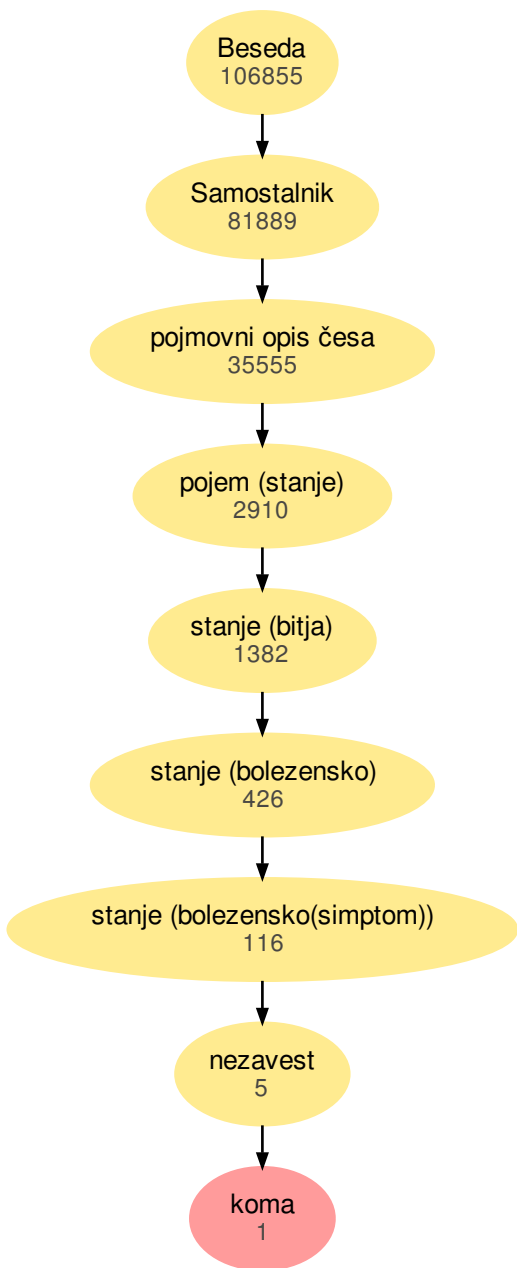 Beseda
106855
Samostalnik
81889
pojmovni opis česa
35555
pojem (stanje)
2910
stanje (bitja)
1382
stanje (bolezensko)
426
stanje (bolezensko(simptom))
116
nezavest
5
koma
1